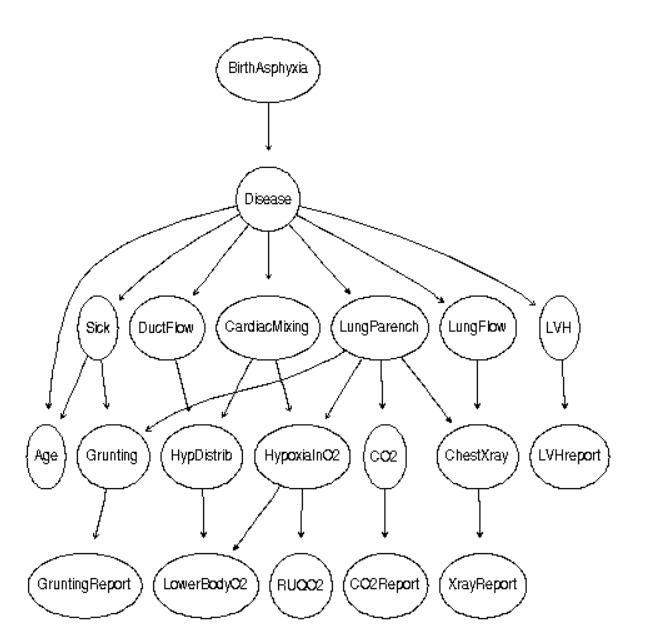 BirthAsphyxia
Disease
Sick DuctFlow CardiacMixing LungParench LungFlow LVH
Age Grunting HypDistrib HypoxiaInO2 CO2 ChestXray LVHreport
GruntingReport LowerBodyO2 RUQO2 CO2Report XrayReport